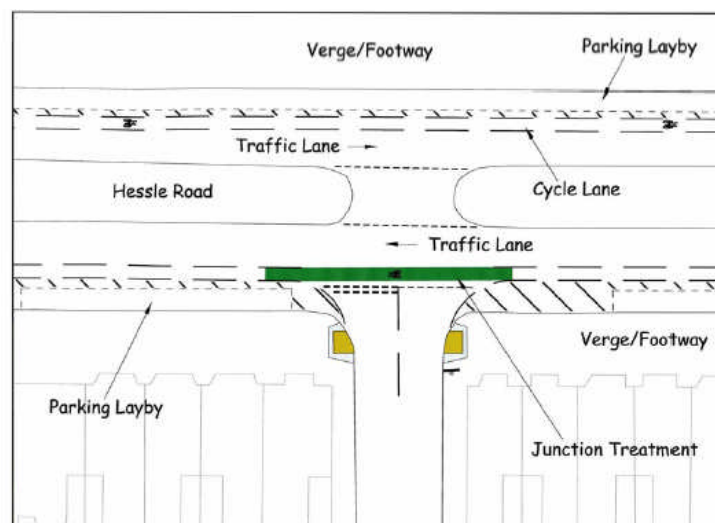 Verge/Footway
Parking Layby
Traffic Lane
Hessle Road
Cycle Lane
Traffic Lane
Verge/Footway
Parking Layby
Junction Treatment